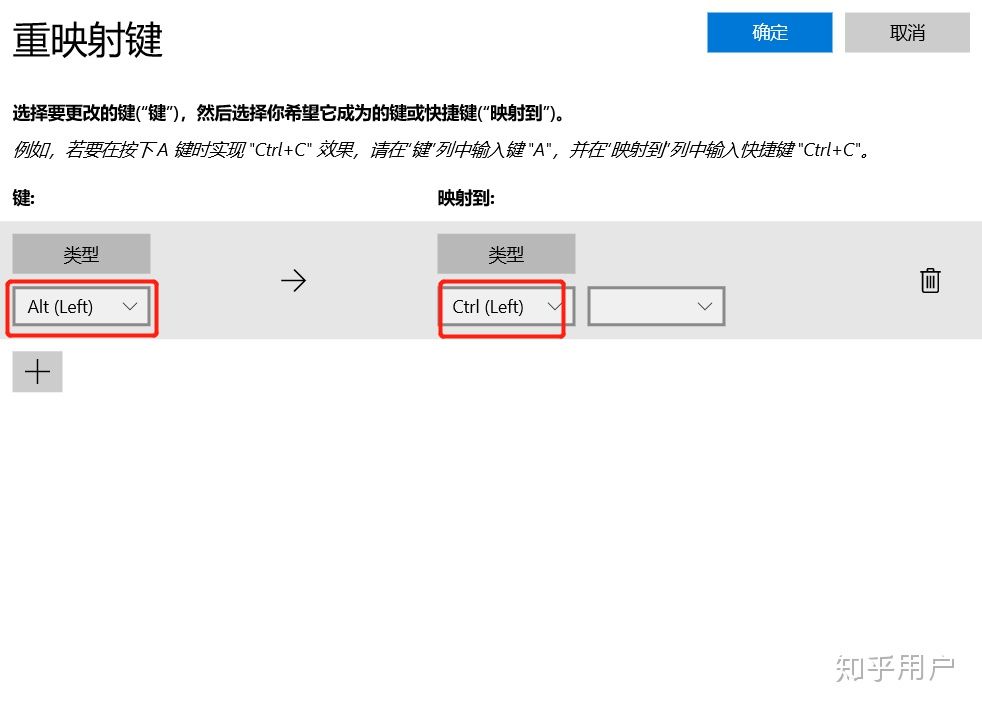 重映射键
确定
取消
选择要更改的键(“键”)，然后选择你希望它成为的键或快捷键(“映射到”)。
例如，若要在按下 A 键时实现 "Ctrl+C" 效果，请在“键”列中输入键 "A"，并在“映射到”列中输入快捷键 "Ctrl+C"。
键:
映射到:
类型
类型
Alt (Left)
Ctrl (Left)
知乎用户